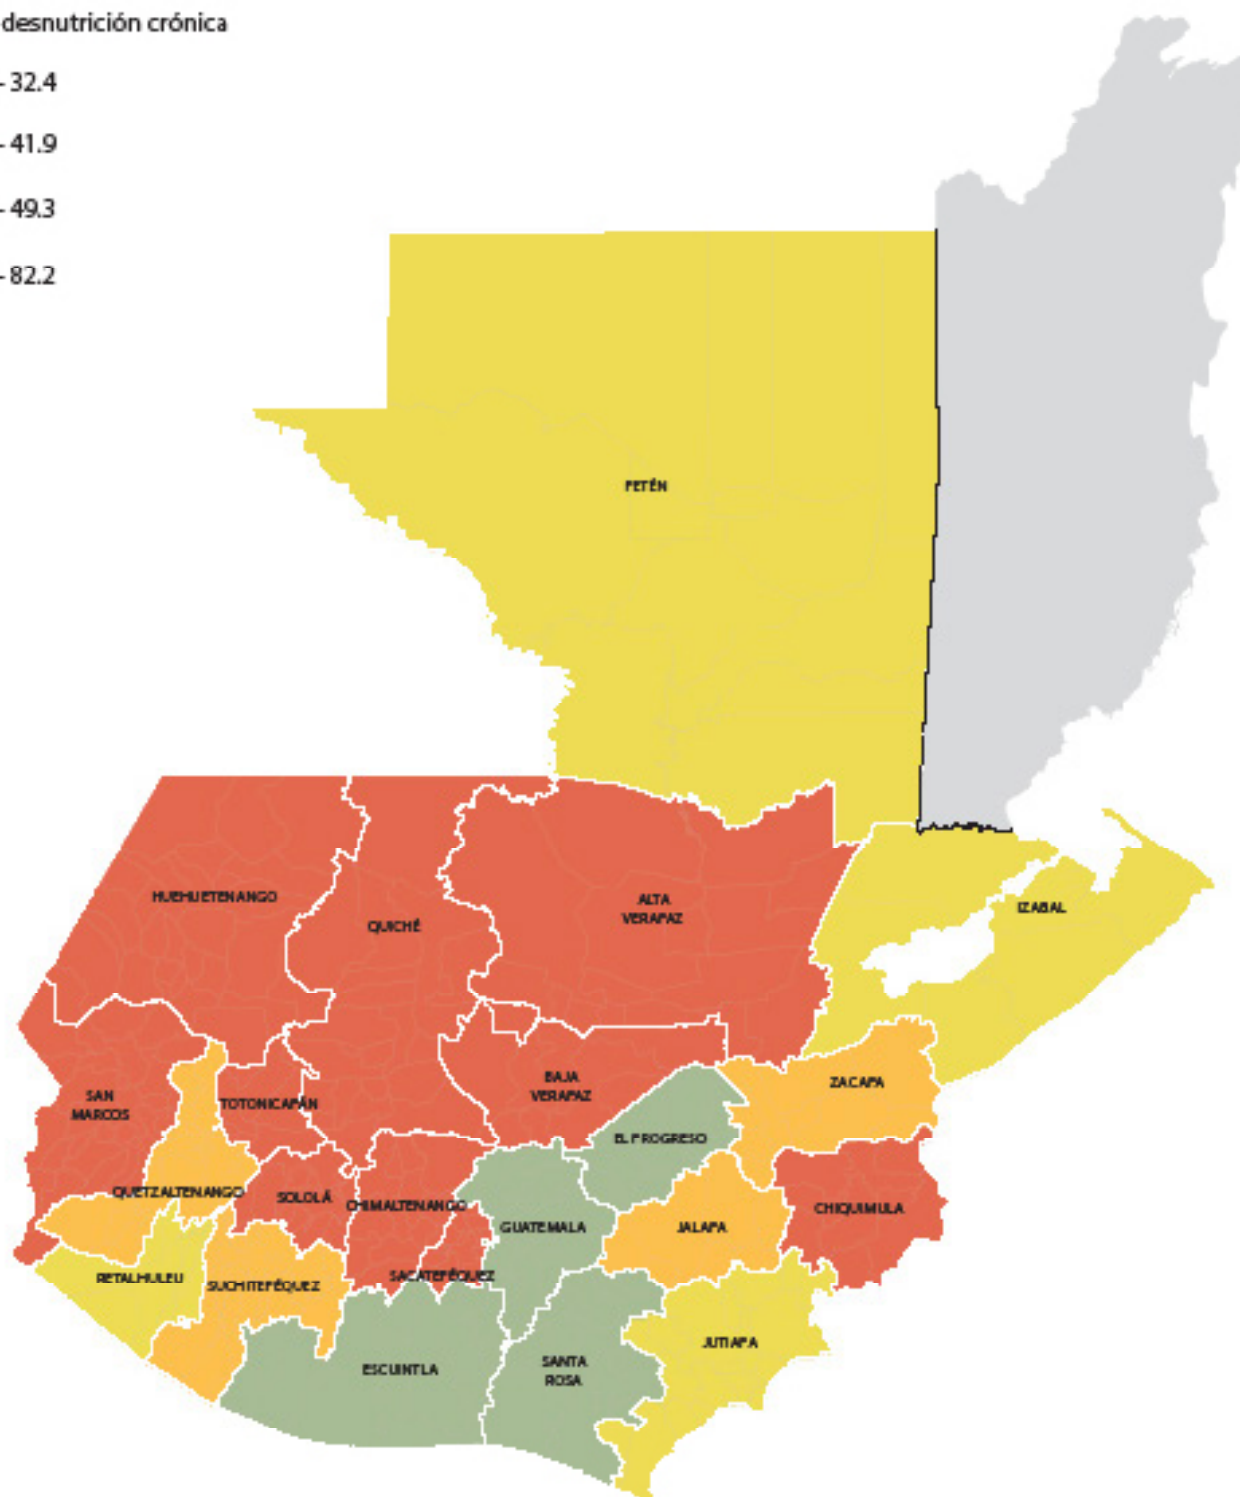 desnutrición crónica
- 32.4
- 41.9
- 49.3
- 82.2
PETÉN
HUEHUETENANGO
QUICHÉ
ALTA
VERAPAZ
IZABAL
SAN
MARCOS
TOTONICAPÁN
BAJA
VERAPAZ
ZACAPA
EL PROGRESO
QUETZALTENANGO
SOLOLÁ
CHIMALTENANGO
GUATEMALA
JALAPA
CHIQUIMULA
RETALHULEU
SUCHITEPÉQUEZ
SACATEPÉQUEZ
ESCUINTLA
SANTA
ROSA
JUTIAPA